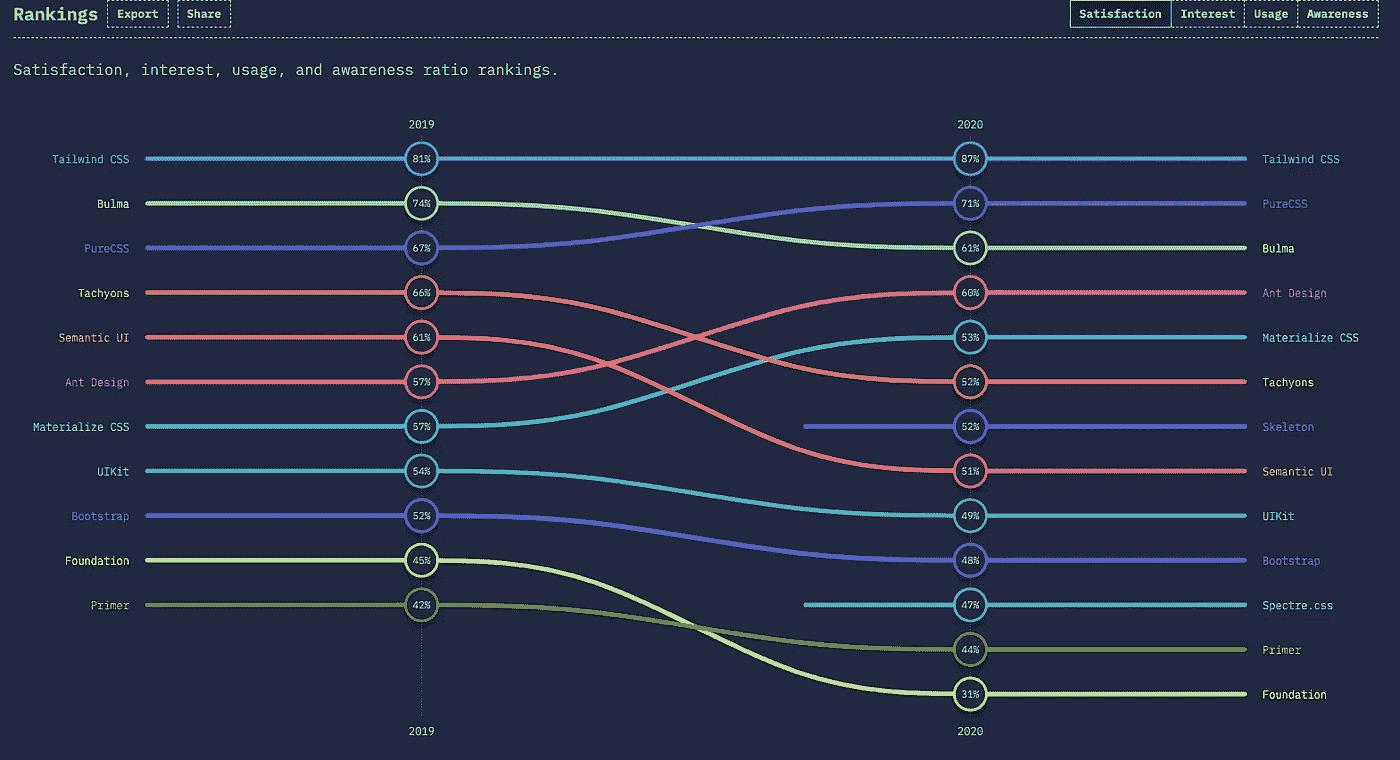 Rankings Export Share Satisfaction Interest Usage Awareness
Satisfaction, interest, usage, and awareness ratio rankings.
2019 2020
Tailwind CSS 81% 87% Tailwind CSS
Bulma 74% 71% PureCSS
PureCSS 67% 61% Bulma
Tachyons 66% 60% Ant Design
Semantic UI 61% 53% Materialize CSS
Ant Design 57% 52% Tachyons
Materialize CSS 57% 52% Skeleton
UIKit 54% 51% Semantic UI
Bootstrap 52% 49% UIKit
Foundation 45% 48% Bootstrap
Primer 42% 47% Spectre.css
44% Primer
31% Foundation
2019 2020